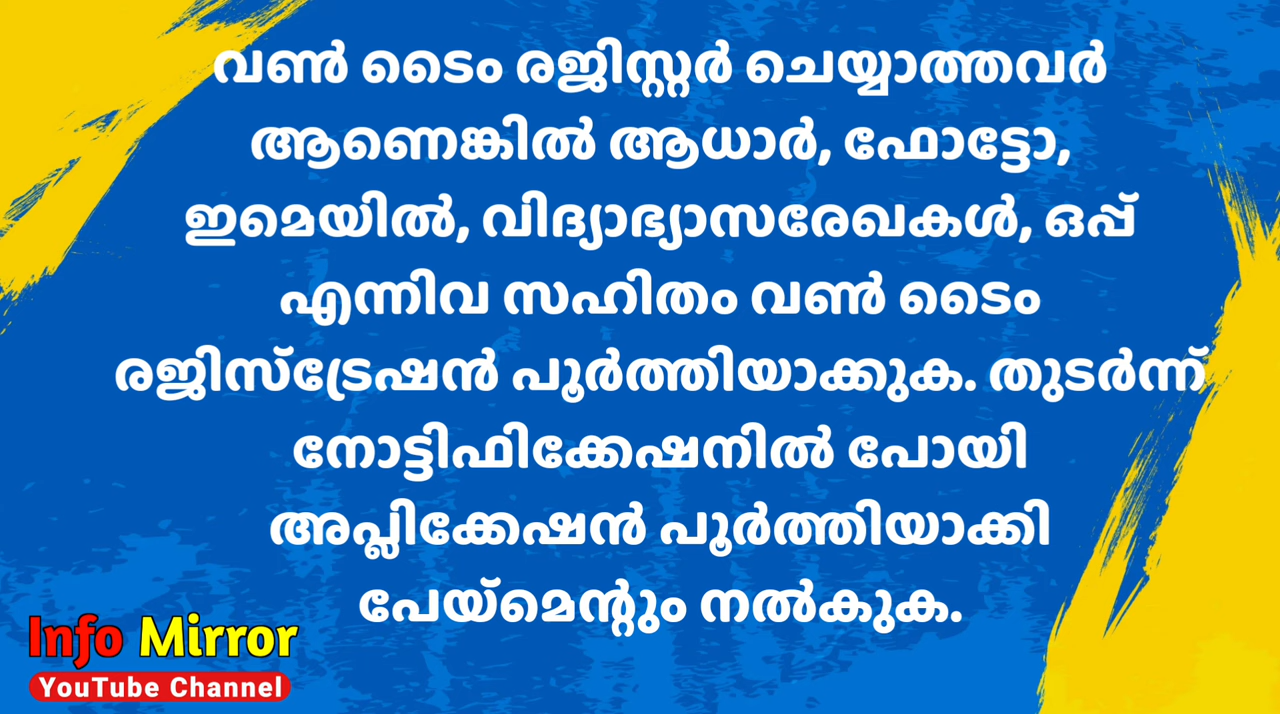 വൺ ടൈം രജിസ്റ്റർ ചെയ്യാത്തവർ
ആണെങ്കിൽ ആധാർ, ഫോട്ടോ,
ഇമെയിൽ, വിദ്യാഭ്യാസരേഖകൾ, ഒപ്പ്
എന്നിവ സഹിതം വൺ ടൈം
രജിസ്ട്രേഷൻ പൂർത്തിയാക്കുക. തുടർന്ന്
നോട്ടിഫിക്കേഷനിൽ പോയി
അപ്ലിക്കേഷൻ പൂർത്തിയാക്കി
പേയ്മെന്റും നൽകുക.
Info Mirror
YouTube Channel